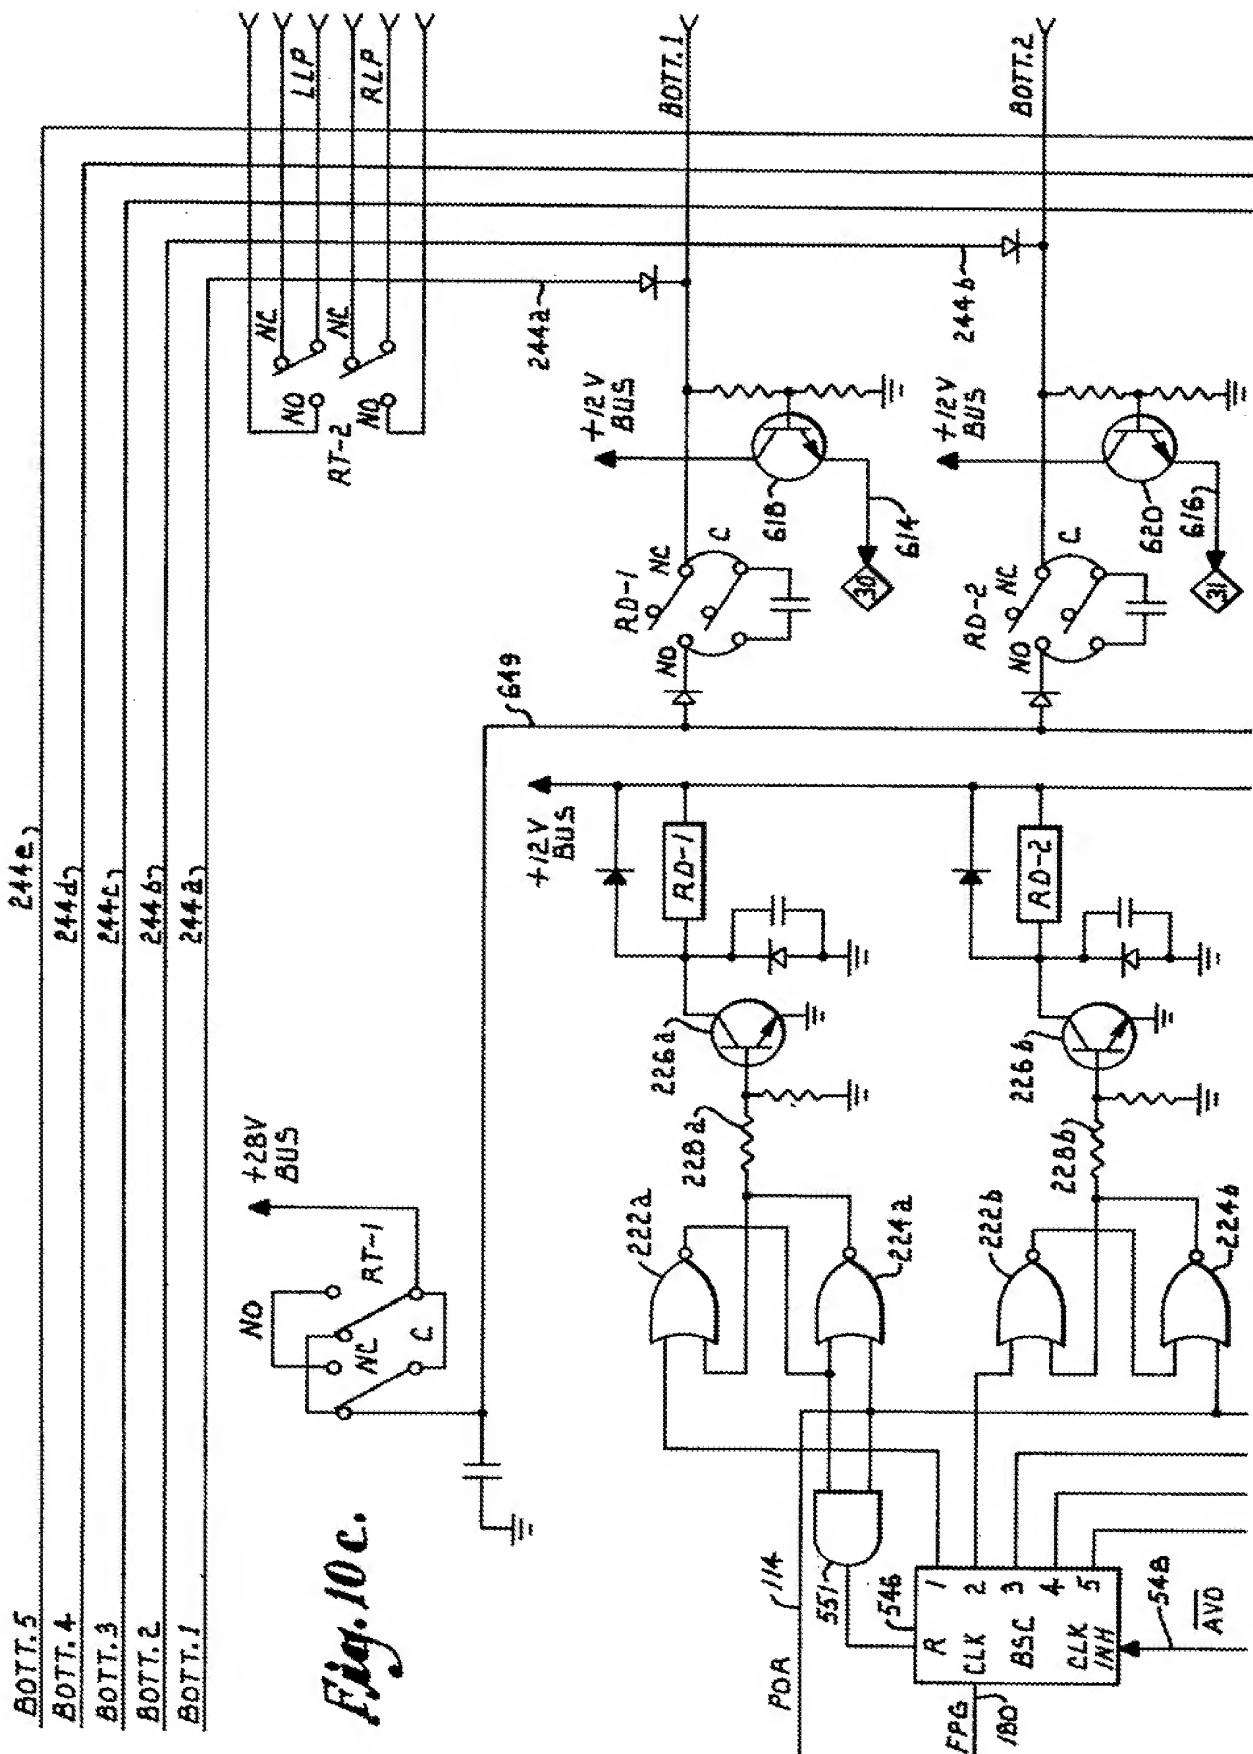 BOTT.5
244e
BOTT.4
244d
BOTT.3
244c
BOTT.2
244b
BOTT.1
244a
Fig. 10c.
NO
NC
C
RT-1
+28V
BUS
NC
LLP
NO
NC
RLP
NO
RT-2
649
244a
244b
BOTT.1
BOTT.2
+12V
BUS
RD-1
+12V
BUS
RD-1
NO
NC
C
618
614
30
+12V
BUS
RD-2
RD-2
NO
NC
C
620
616
31
222a
224a
228a
226a
222b
224b
228b
226b
POR
114
551
546
FPG
180
R
CLK
BSC
CLK
INH
1
2
3
4
5
548
AVO